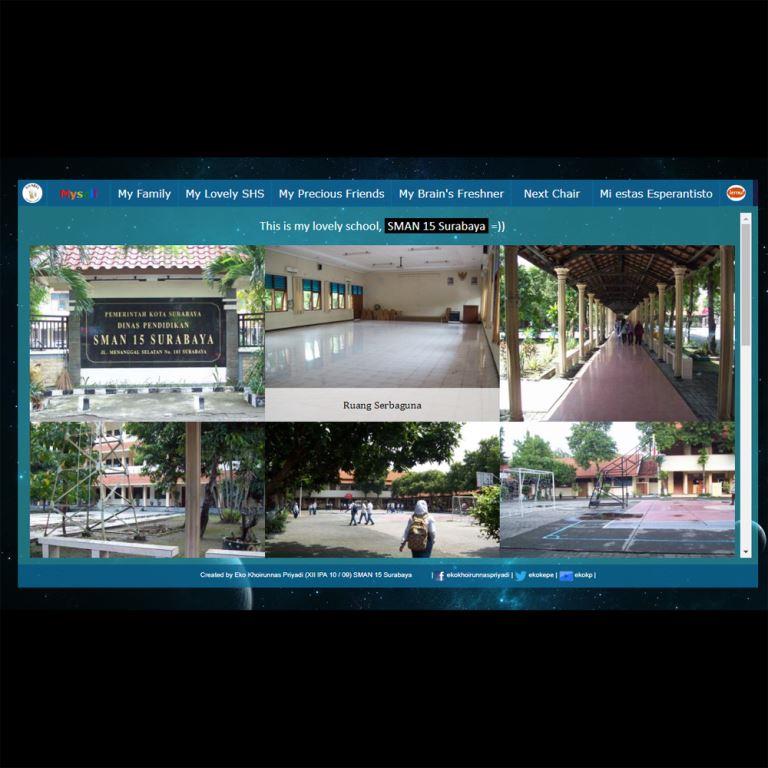 Myself
My Family
My Lovely SHS
My Precious Friends
My Brain's Freshner
Next Chair
Mi estas Esperantisto
This is my lovely school, SMAN 15 Surabaya =))
PEMERINTAH KOTA SURABAYA
DINAS PENDIDIKAN
SMAN 15 SURABAYA
JL. MENANGGAL SELATAN No. 103 SURABAYA
Ruang Serbaguna
Created by Eko Khoirunnas Priyadi (XII IPA 10 / 09) SMAN 15 Surabaya | ekokhoirunnaspriyadi | ekokepe | ekokp |